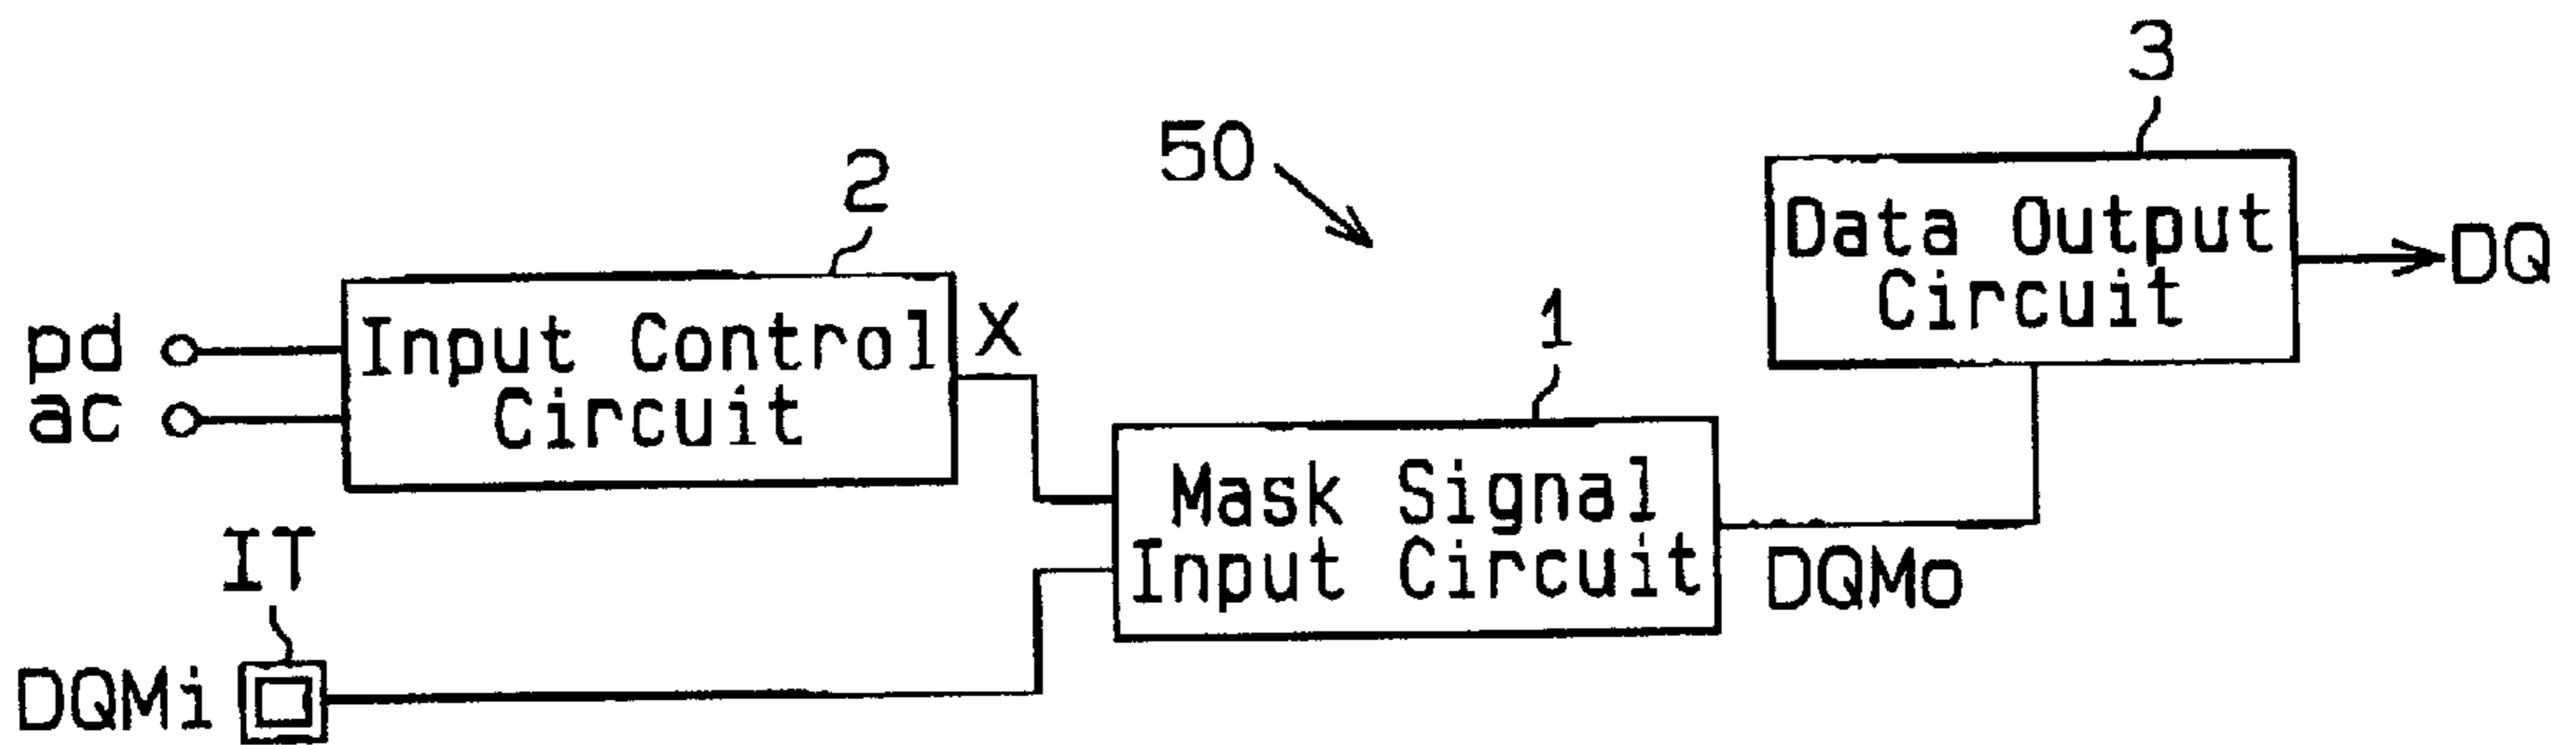 3
50
2
Data Output
Circuit
DQ
1
X
pd
ac
Input Control
Circuit
Mask Signal
Input Circuit
DQMo
IT
DQMi